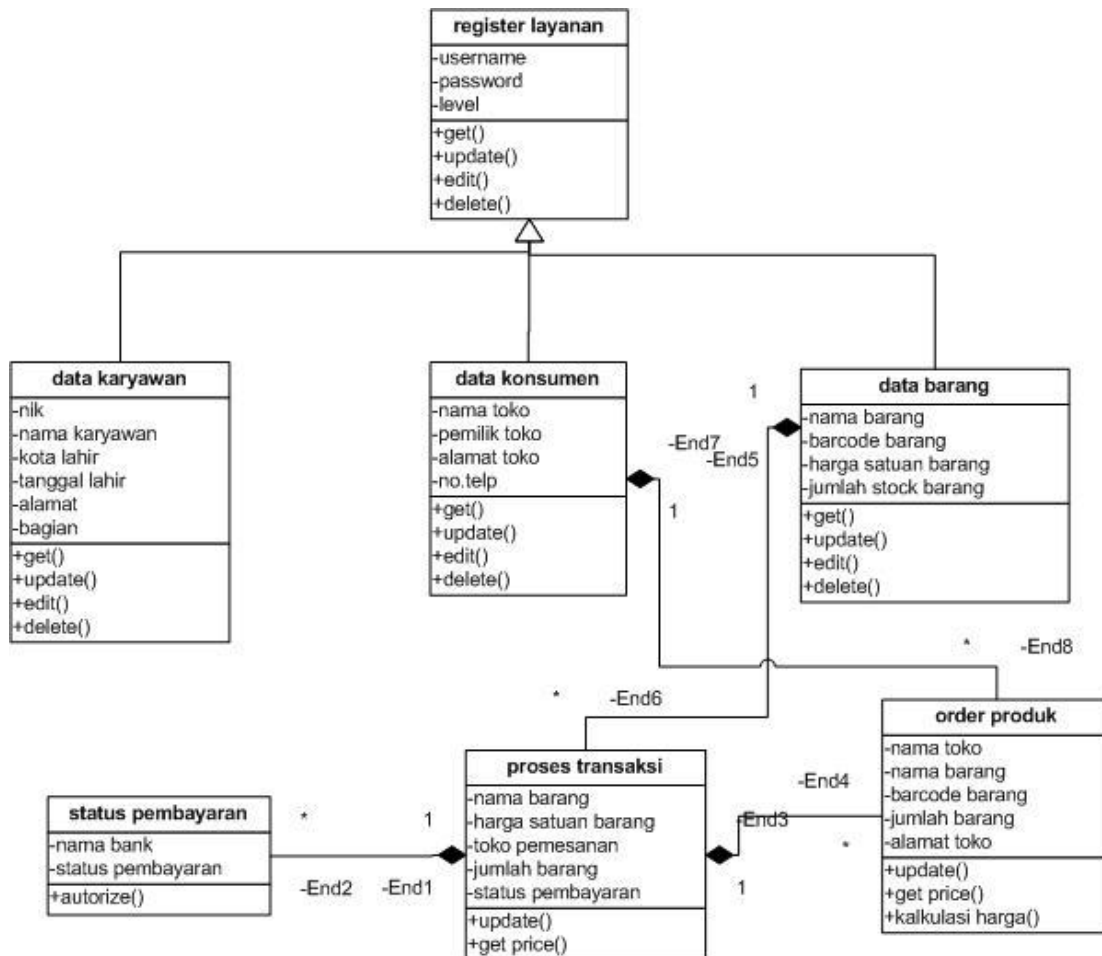 register layanan
-username
-password
-level
+get()
+update()
+edit()
+delete()
data karyawan
-nik
-nama karyawan
-kota lahir
-tanggal lahir
-alamat
-bagian
+get()
+update()
+edit()
+delete()
data konsumen
-nama toko
-pemilik toko
-alamat toko
-no.telp
+get()
+update()
+edit()
+delete()
data barang
-nama barang
-barcode barang
-harga satuan barang
-jumlah stock barang
+get()
+update()
+edit()
+delete()
1
-End7
-End5
1
* -End8
* -End6
order produk
-nama toko
-nama barang
-barcode barang
-jumlah barang
-alamat toko
+update()
+get price()
+kalkulasi harga()
proses transaksi
-nama barang
-harga satuan barang
-toko pemesanan
-jumlah barang
-status pembayaran
+update()
+get price()
-End4
-End3
*
1
status pembayaran
-nama bank
-status pembayaran
+autorize()
* 1
-End2 -End1